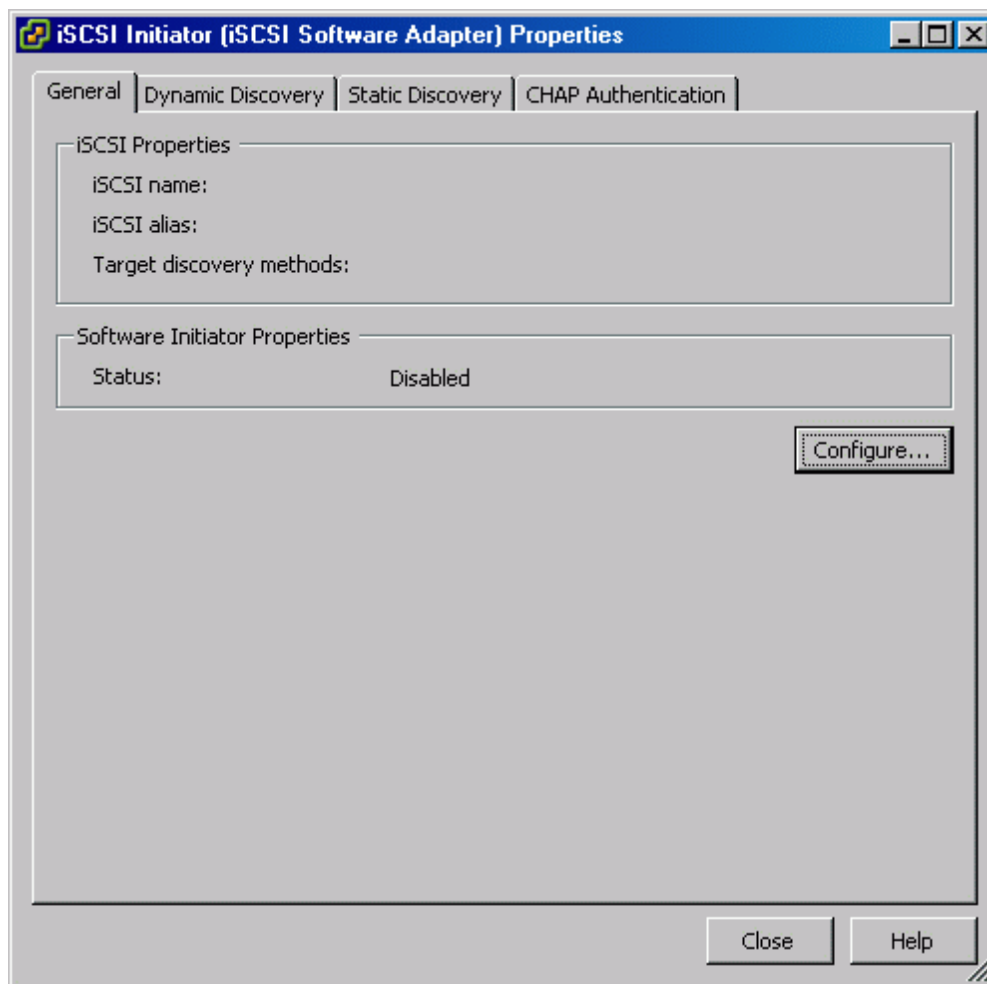 iSCSI Initiator (iSCSI Software Adapter) Properties
General Dynamic Discovery Static Discovery CHAP Authentication
iSCSI Properties
iSCSI name:
iSCSI alias:
Target discovery methods:
Software Initiator Properties
Status: Disabled
Configure...
Close Help